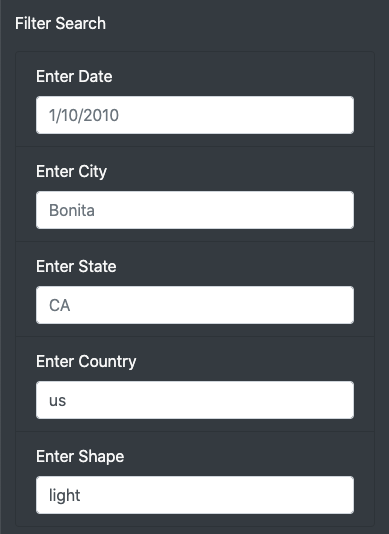 Filter Search
Enter Date
1/10/2010
Enter City
Bonita
Enter State
CA
Enter Country
us
Enter Shape
light